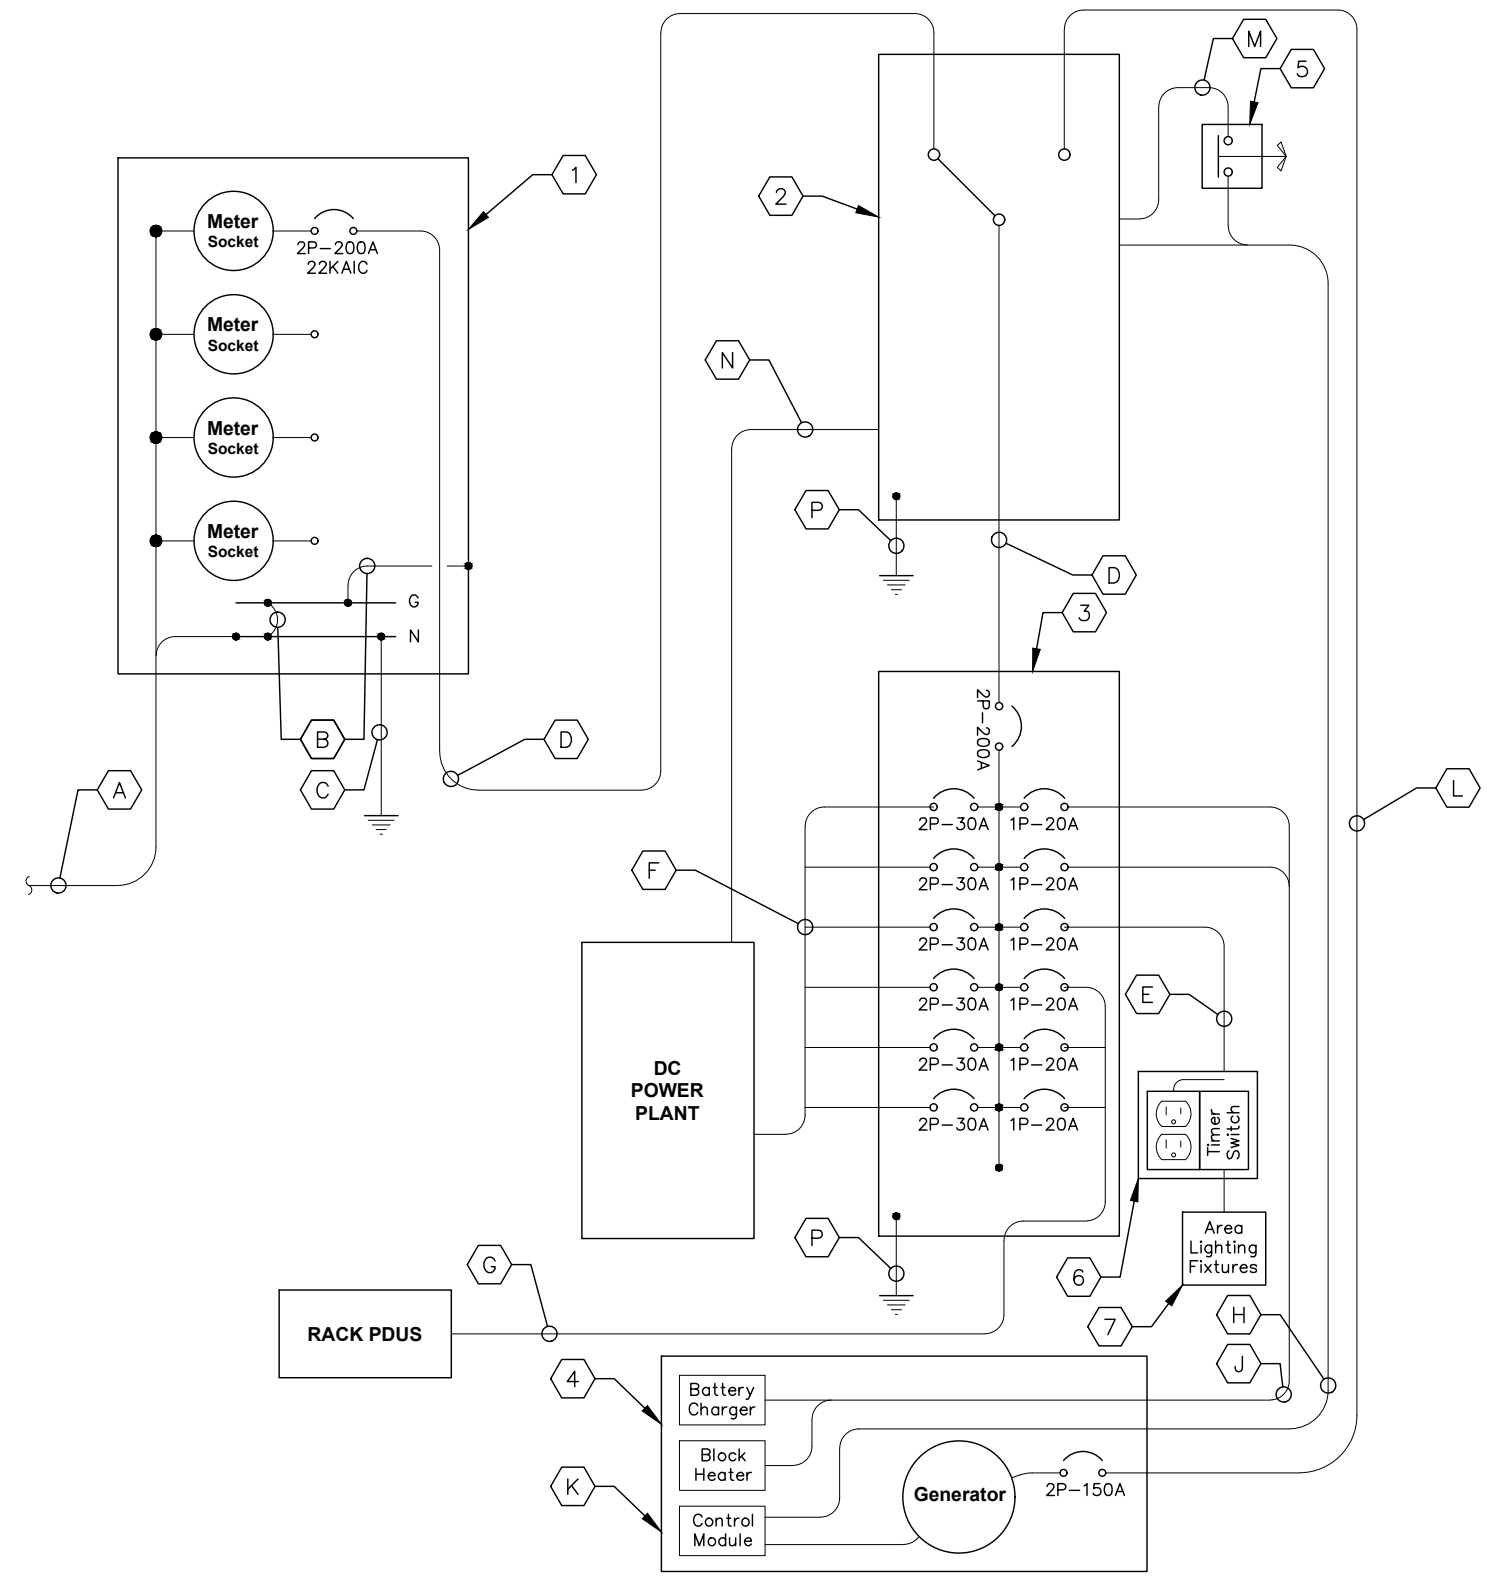 M
5
1
2
Meter
Socket
2P-200A
22KAIC
Meter
Socket
N
Meter
Socket
P
Meter
Socket
D
G
3
N
B
D
2P-200A
C
A
L
2P-30A 1P-20A
F
2P-30A 1P-20A
2P-30A 1P-20A
E
2P-30A 1P-20A
DC
POWER
PLANT
2P-30A 1P-20A
2P-30A 1P-20A
Timer
Switch
P
Area
Lighting
Fixtures
G
6
H
7
RACK PDUS
J
4
Battery
Charger
Block
Heater
K
Generator
2P-150A
Control
Module